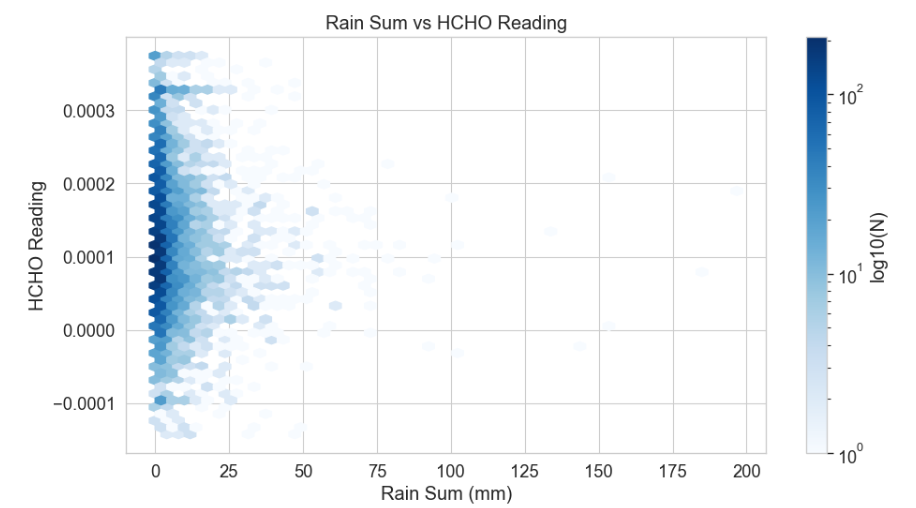 Rain Sum vs HCHO Reading
HCHO Reading
0.0003
0.0002
0.0001
0.0000
−0.0001
0 25 50 75 100 125 150 175 200
Rain Sum (mm)
10²
10¹
10⁰
log10(N)